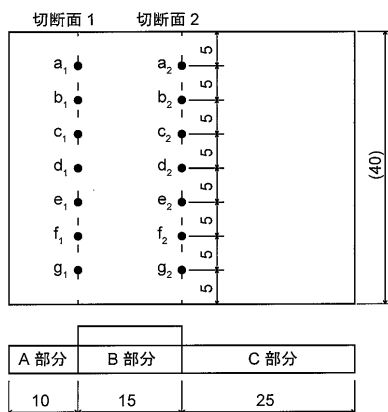 切断面 1 切断面 2
5
a₁ a₂
5
b₁ b₂
5
c₁ c₂
5
d₁ d₂
5
e₁ e₂
5
f₁ f₂
5
g₁ g₂
5
(40)
A 部分 B 部分 C 部分
10 15 25